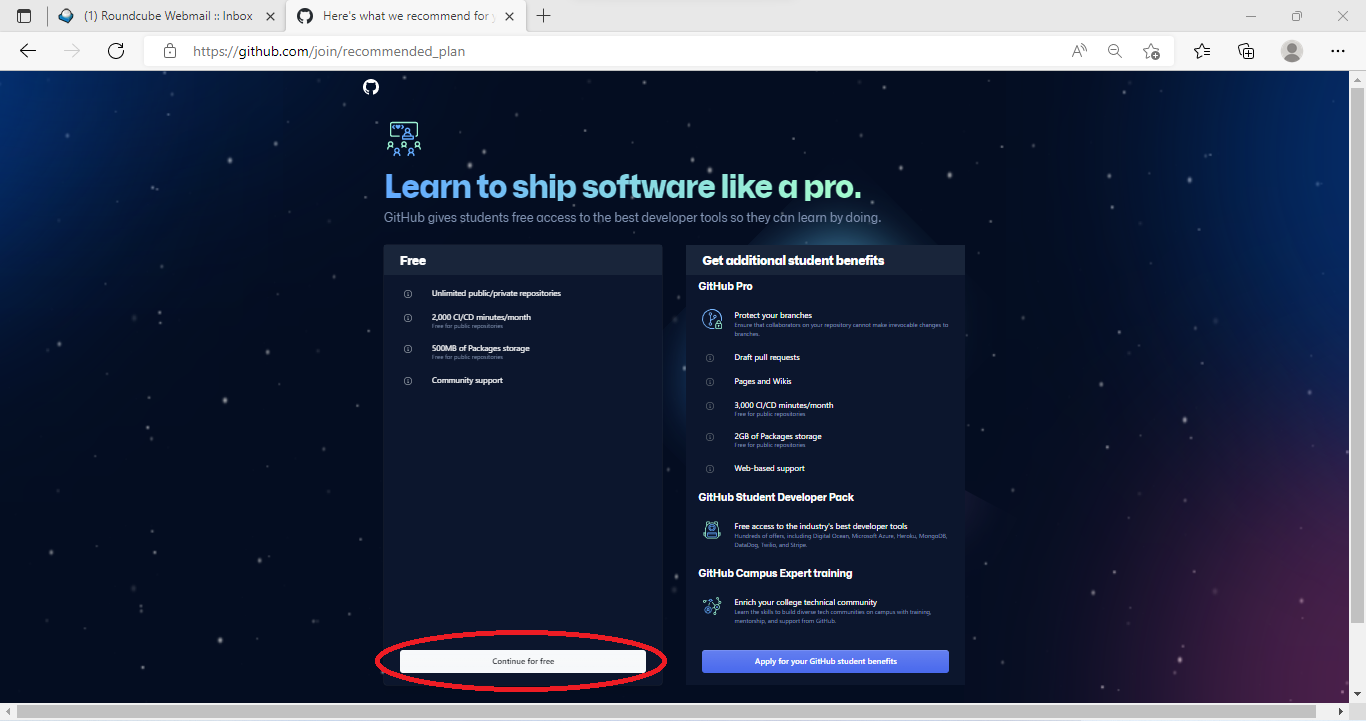 (1) Roundcube Webmail :: Inbox
Here's what we recommend for y
https://github.com/join/recommended_plan
Learn to ship software like a pro.
GitHub gives students free access to the best developer tools so they can learn by doing.
Free
Unlimited public/private repositories
2,000 CI/CD minutes/month
Free for public repositories
500MB of Packages storage
Free for public repositories
Community support
Continue for free
Get additional student benefits
GitHub Pro
Protect your branches
Ensure that collaborators on your repository cannot make irrevocable changes to
branches.
Draft pull requests
Pages and Wikis
3,000 CI/CD minutes/month
Free for public repositories
2GB of Packages storage
Free for public repositories
Web-based support
GitHub Student Developer Pack
Free access to the industry's best developer tools
Hundreds of offers, including Digital Ocean, Microsoft Azure, Heroku, MongoDB,
DataDog, Twilio, and Stripe.
GitHub Campus Expert training
Enrich your college technical community
Learn the skills to build diverse tech communities on campus with training,
mentorship, and support from GitHub.
Apply for your GitHub student benefits